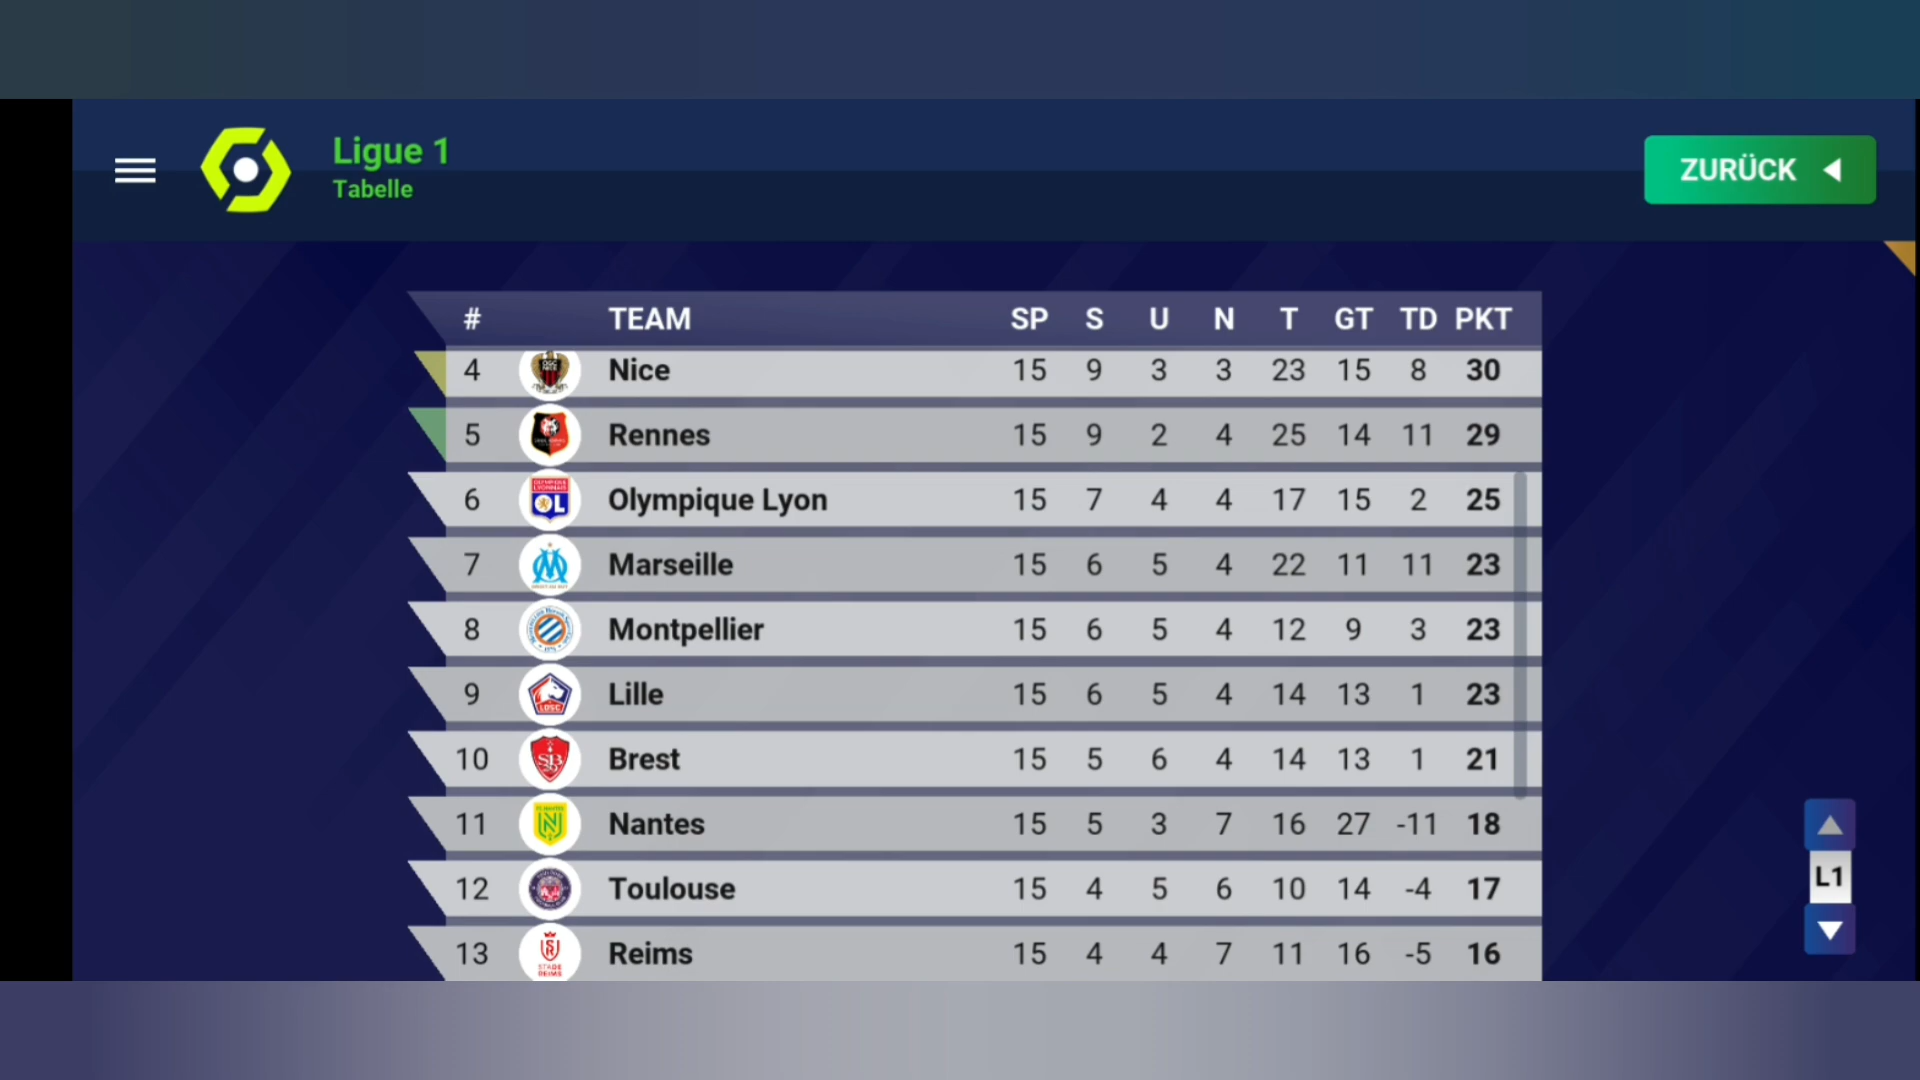 Ligue 1
Tabelle
ZURÜCK
# TEAM SP S U N T GT TD PKT
4 Nice 15 9 3 3 23 15 8 30
5 Rennes 15 9 2 4 25 14 11 29
6 Olympique Lyon 15 7 4 4 17 15 2 25
7 Marseille 15 6 5 4 22 11 11 23
8 Montpellier 15 6 5 4 12 9 3 23
9 Lille 15 6 5 4 14 13 1 23
10 Brest 15 5 6 4 14 13 1 21
11 Nantes 15 5 3 7 16 27 -11 18
12 Toulouse 15 4 5 6 10 14 -4 17
13 Reims 15 4 4 7 11 16 -5 16
L1